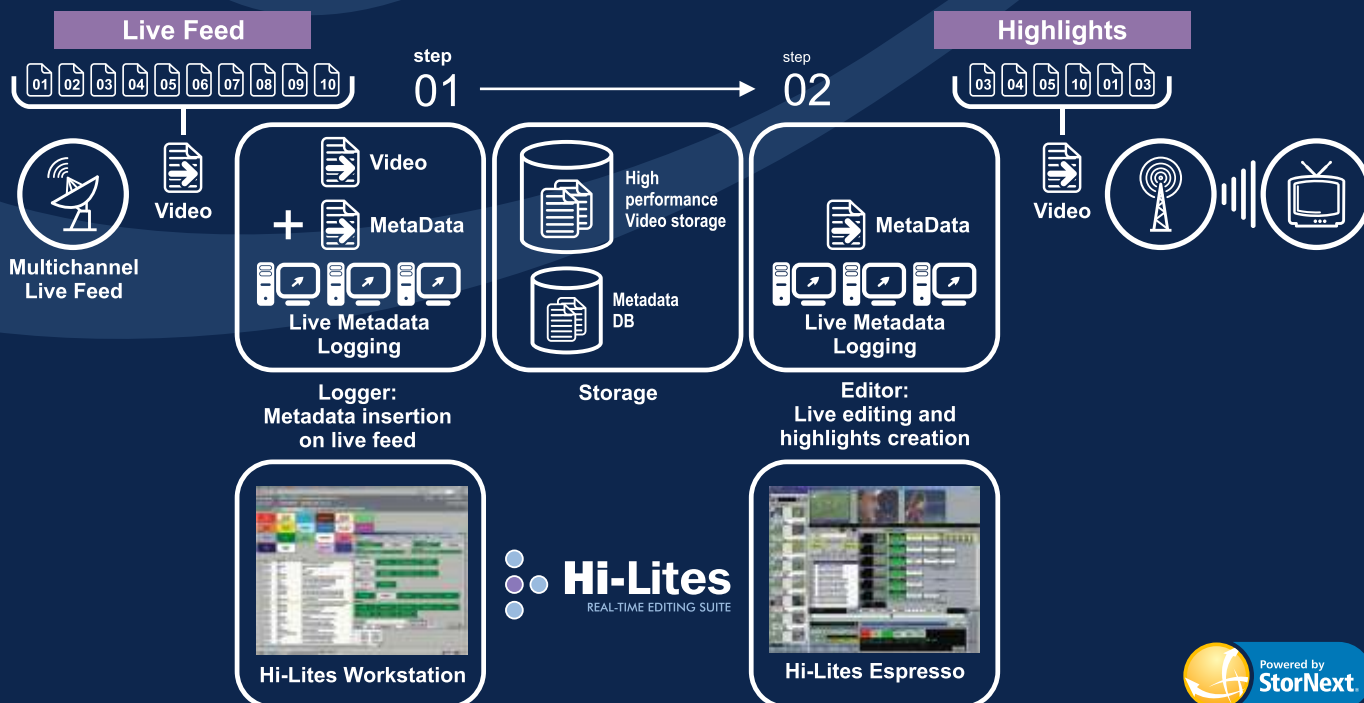 Live Feed
01 02 03 04 05 06 07 08 09 10
Multichannel
Live Feed
Video
step
01
Video
+ MetaData
Live Metadata
Logging
Logger:
Metadata insertion
on live feed
Hi-Lites Workstation
High
performance
Video storage
Metadata
DB
Storage
Hi-Lites
REAL-TIME EDITING SUITE
step
02
MetaData
Live Metadata
Logging
Editor:
Live editing and
highlights creation
Hi-Lites Espresso
Highlights
03 04 05 10 01 03
Video
Powered by
StorNext.